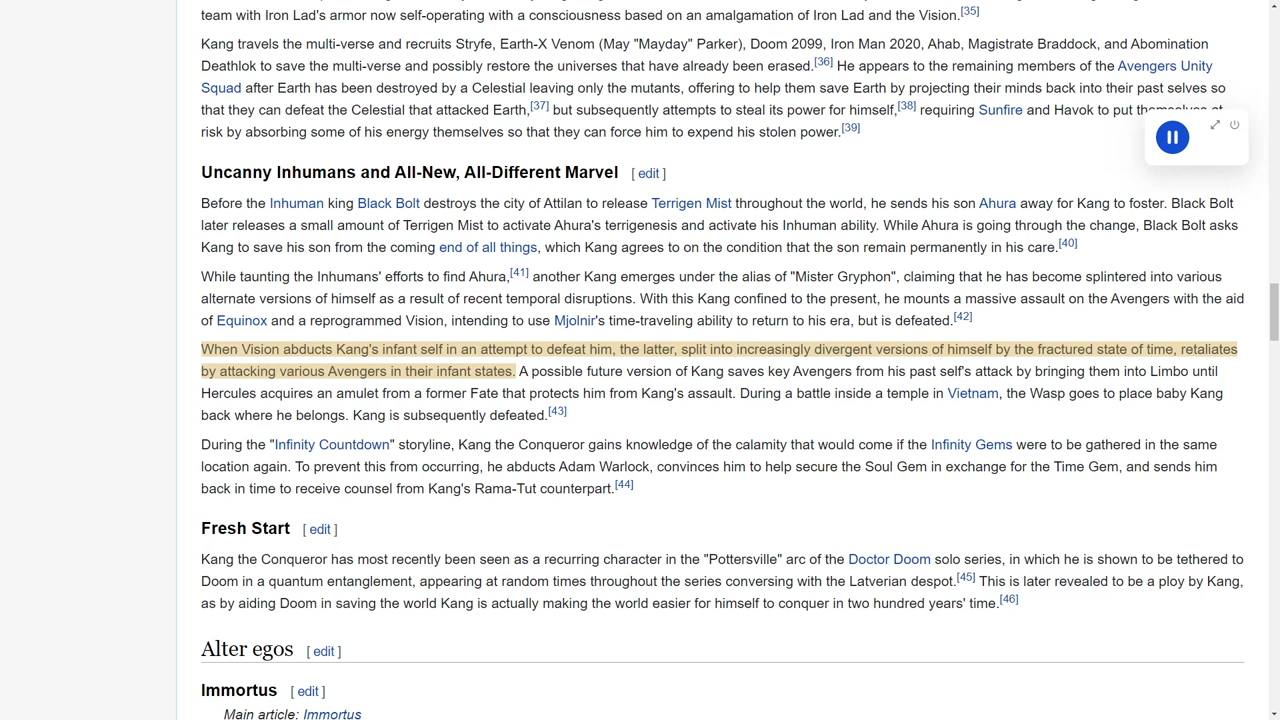 team with Iron Lad's armor now self-operating with a consciousness based on an amalgamation of Iron Lad and the Vision.[35]
Kang travels the multi-verse and recruits Stryfe, Earth-X Venom (May "Mayday" Parker), Doom 2099, Iron Man 2020, Ahab, Magistrate Braddock, and Abomination
Deathlok to save the multi-verse and possibly restore the universes that have already been erased.[36] He appears to the remaining members of the Avengers Unity
Squad after Earth has been destroyed by a Celestial leaving only the mutants, offering to help them save Earth by projecting their minds back into their past selves so
that they can defeat the Celestial that attacked Earth,[37] but subsequently attempts to steal its power for himself,[38] requiring Sunfire and Havok to put themselves at
risk by absorbing some of his energy themselves so that they can force him to expend his stolen power.[39]
Uncanny Inhumans and All-New, All-Different Marvel [ edit ]
Before the Inhuman king Black Bolt destroys the city of Attilan to release Terrigen Mist throughout the world, he sends his son Ahura away for Kang to foster. Black Bolt
later releases a small amount of Terrigen Mist to activate Ahura's terrigenesis and activate his Inhuman ability. While Ahura is going through the change, Black Bolt asks
Kang to save his son from the coming end of all things, which Kang agrees to on the condition that the son remain permanently in his care.[40]
While taunting the Inhumans' efforts to find Ahura,[41] another Kang emerges under the alias of "Mister Gryphon", claiming that he has become splintered into various
alternate versions of himself as a result of recent temporal disruptions. With this Kang confined to the present, he mounts a massive assault on the Avengers with the aid
of Equinox and a reprogrammed Vision, intending to use Mjolnir's time-traveling ability to return to his era, but is defeated.[42]
When Vision abducts Kang's infant self in an attempt to defeat him, the latter, split into increasingly divergent versions of himself by the fractured state of time, retaliates
by attacking various Avengers in their infant states. A possible future version of Kang saves key Avengers from his past self's attack by bringing them into Limbo until
Hercules acquires an amulet from a former Fate that protects him from Kang's assault. During a battle inside a temple in Vietnam, the Wasp goes to place baby Kang
back where he belongs. Kang is subsequently defeated.[43]
During the "Infinity Countdown" storyline, Kang the Conqueror gains knowledge of the calamity that would come if the Infinity Gems were to be gathered in the same
location again. To prevent this from occurring, he abducts Adam Warlock, convinces him to help secure the Soul Gem in exchange for the Time Gem, and sends him
back in time to receive counsel from Kang's Rama-Tut counterpart.[44]
Fresh Start [ edit ]
Kang the Conqueror has most recently been seen as a recurring character in the "Pottersville" arc of the Doctor Doom solo series, in which he is shown to be tethered to
Doom in a quantum entanglement, appearing at random times throughout the series conversing with the Latverian despot.[45] This is later revealed to be a ploy by Kang,
as by aiding Doom in saving the world Kang is actually making the world easier for himself to conquer in two hundred years' time.[46]
Alter egos [ edit ]
Immortus [ edit ]
Main article: Immortus